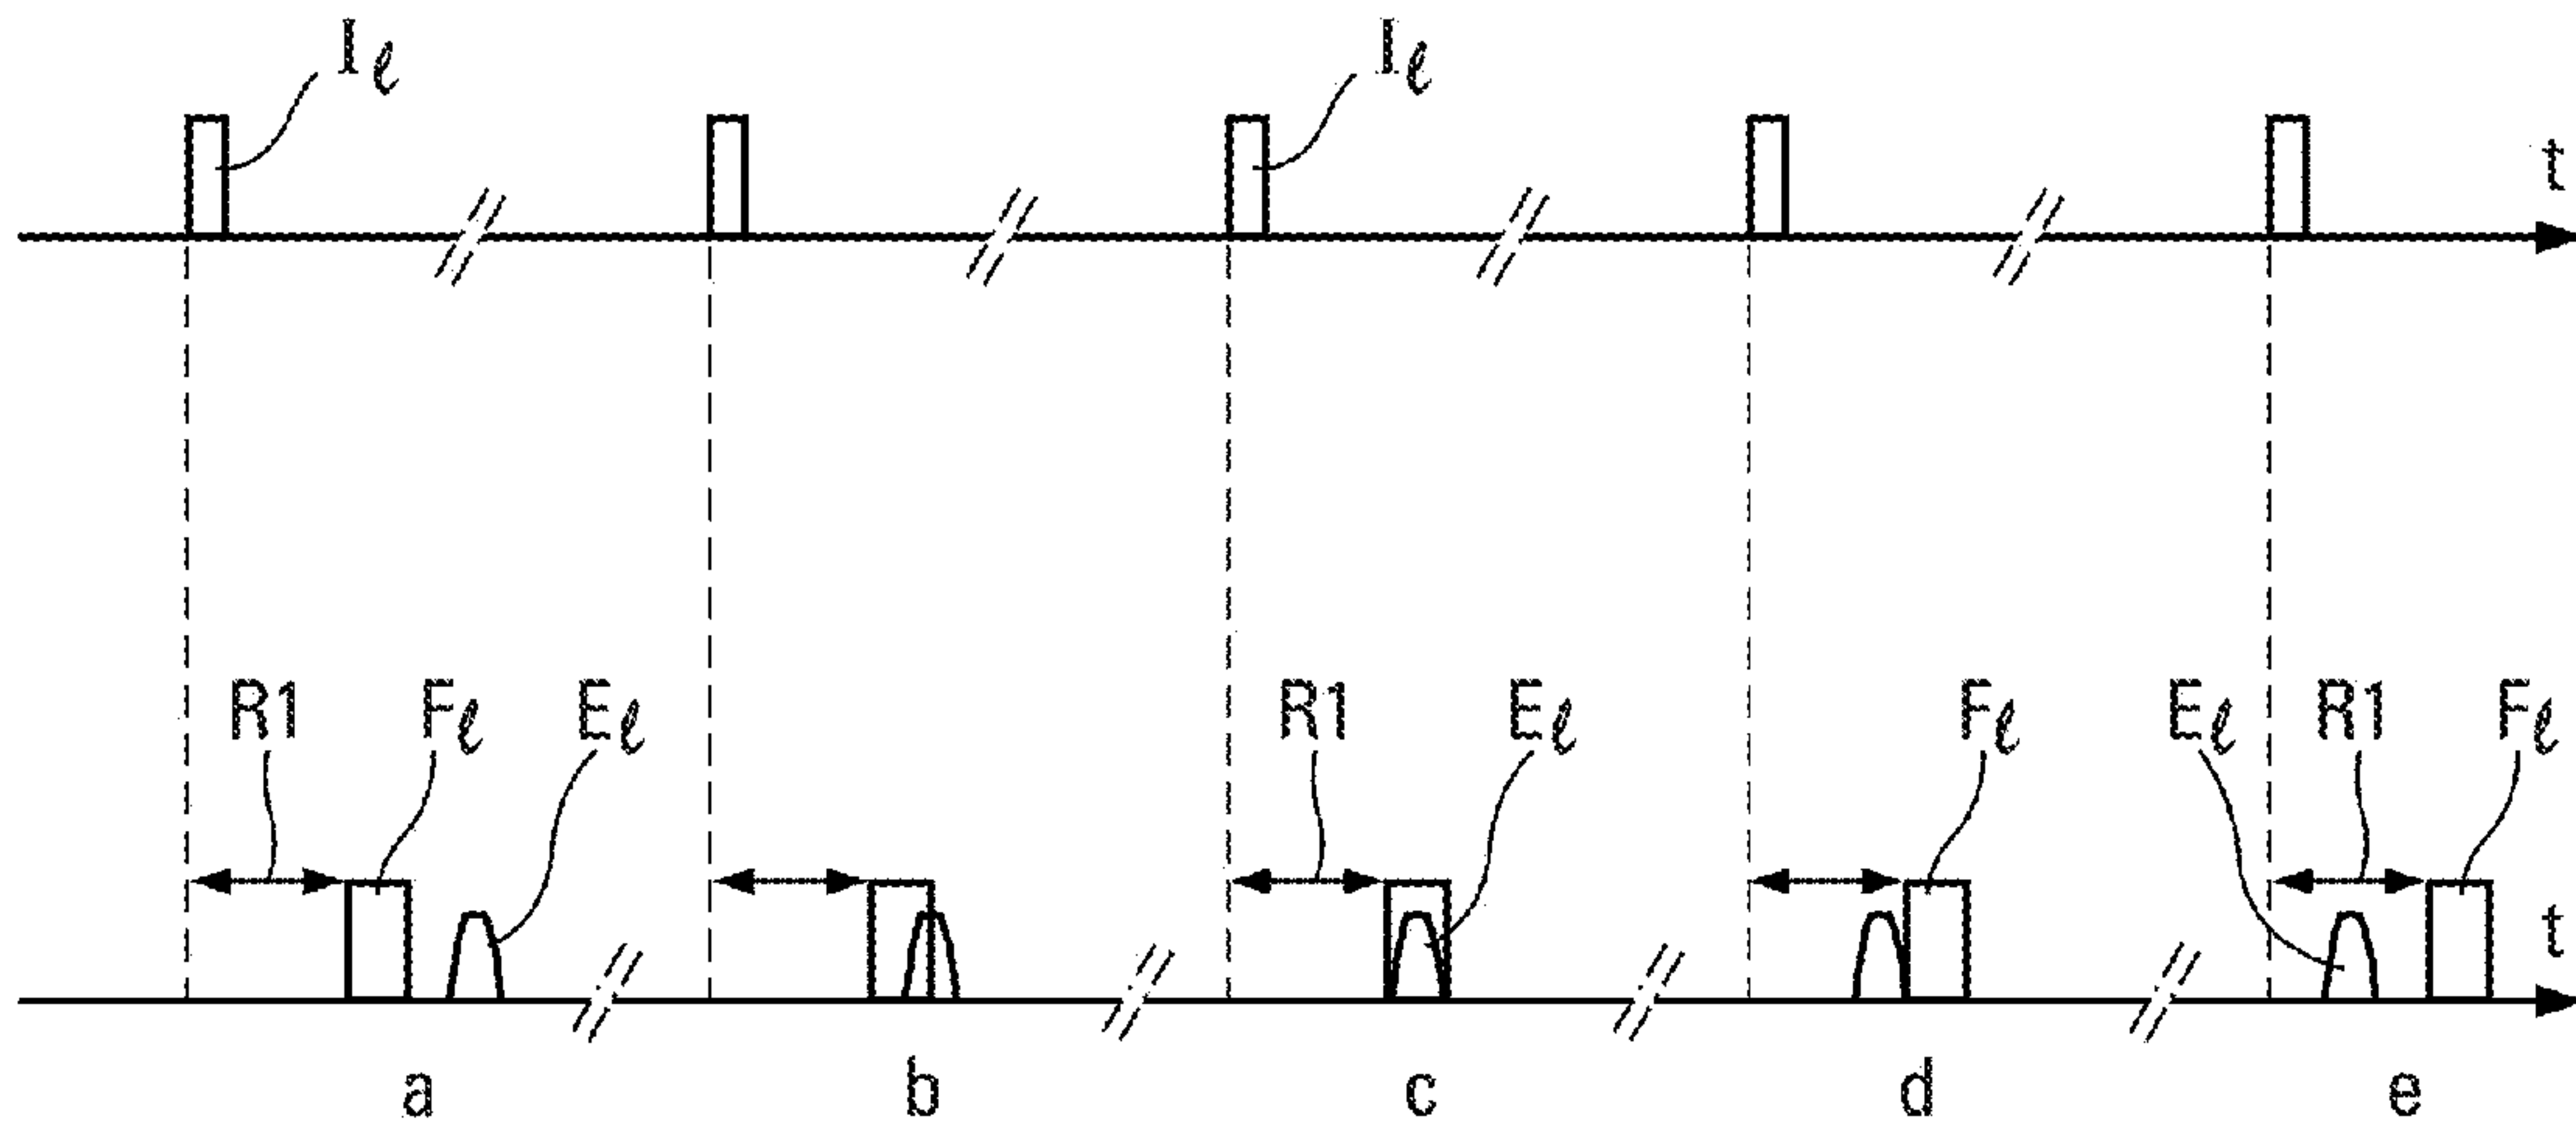 Iℓ Iℓ
t
R1 Fℓ Eℓ R1 Eℓ Fℓ Eℓ R1 Fℓ
t
a b c d e